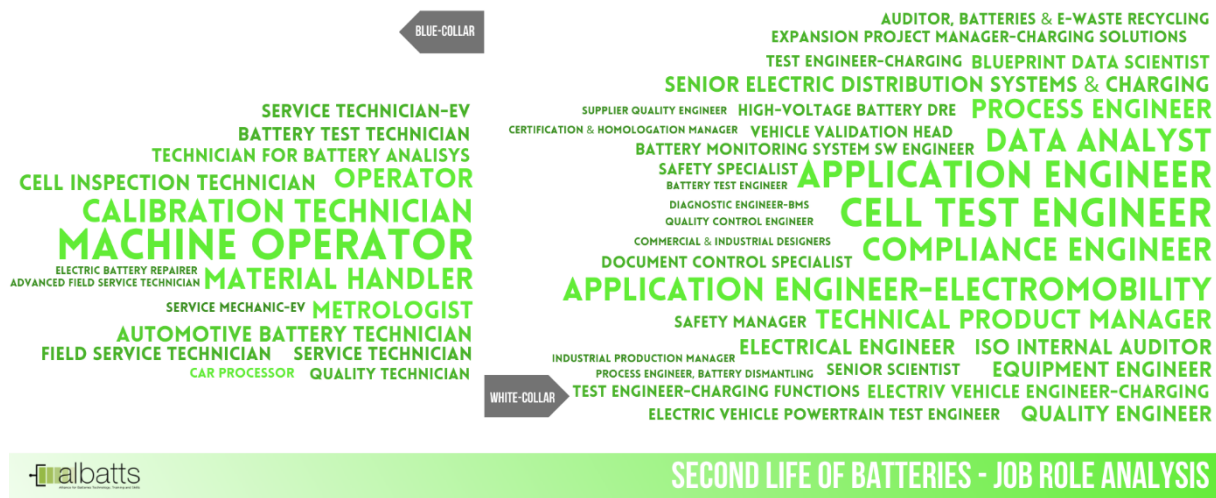 BLUE-COLLAR
SERVICE TECHNICIAN-EV
BATTERY TEST TECHNICIAN
TECHNICIAN FOR BATTERY ANALISYS
CELL INSPECTION TECHNICIAN OPERATOR
CALIBRATION TECHNICIAN
MACHINE OPERATOR
ELECTRIC BATTERY REPAIRER
ADVANCED FIELD SERVICE TECHNICIAN MATERIAL HANDLER
SERVICE MECHANIC-EV METROLOGIST
AUTOMOTIVE BATTERY TECHNICIAN
FIELD SERVICE TECHNICIAN SERVICE TECHNICIAN
CAR PROCESSOR QUALITY TECHNICIAN
AUDITOR, BATTERIES & E-WASTE RECYCLING
EXPANSION PROJECT MANAGER-CHARGING SOLUTIONS
TEST ENGINEER-CHARGING BLUEPRINT DATA SCIENTIST
SENIOR ELECTRIC DISTRIBUTION SYSTEMS & CHARGING
SUPPLIER QUALITY ENGINEER HIGH-VOLTAGE BATTERY DRE PROCESS ENGINEER
CERTIFICATION & HOMOLOGATION MANAGER VEHICLE VALIDATION HEAD
BATTERY MONITORING SYSTEM SW ENGINEER DATA ANALYST
SAFETY SPECIALIST
BATTERY TEST ENGINEER APPLICATION ENGINEER
DIAGNOSTIC ENGINEER-BMS
QUALITY CONTROL ENGINEER CELL TEST ENGINEER
COMMERCIAL & INDUSTRIAL DESIGNERS
DOCUMENT CONTROL SPECIALIST COMPLIANCE ENGINEER
APPLICATION ENGINEER-ELECTROMOBILITY
SAFETY MANAGER TECHNICAL PRODUCT MANAGER
ELECTRICAL ENGINEER ISO INTERNAL AUDITOR
INDUSTRIAL PRODUCTION MANAGER
PROCESS ENGINEER, BATTERY DISMANTLING SENIOR SCIENTIST EQUIPMENT ENGINEER
WHITE-COLLAR
TEST ENGINEER-CHARGING FUNCTIONS ELECTRIV VEHICLE ENGINEER-CHARGING
ELECTRIC VEHICLE POWERTRAIN TEST ENGINEER QUALITY ENGINEER
albatts
Alliance for Batteries Technology, Training and Skills
SECOND LIFE OF BATTERIES - JOB ROLE ANALYSIS